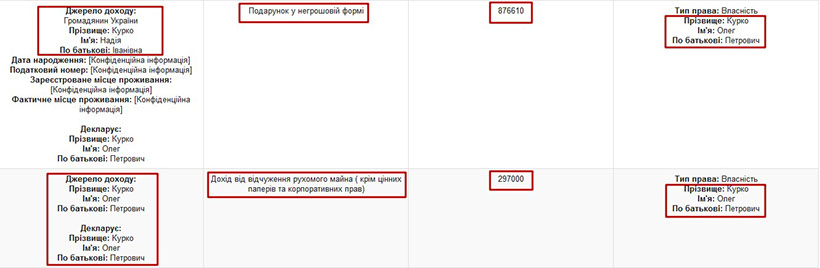 Джерело доходу:
Громадянин України
Прізвище: Курко
Ім'я: Надія
По батькові: Іванівна
Дата народження: [Конфіденційна інформація]
Податковий номер: [Конфіденційна інформація]
Зареєстроване місце проживання:
[Конфіденційна інформація]
Фактичне місце проживання: [Конфіденційна
інформація]
Декларує:
Прізвище: Курко
Ім'я: Олег
По батькові: Петрович
Подарунок у негрошовій формі
876610
Тип права: Власність
Прізвище: Курко
Ім'я: Олег
По батькові: Петрович
Джерело доходу:
Прізвище: Курко
Ім'я: Олег
По батькові: Петрович
Декларує:
Прізвище: Курко
Ім'я: Олег
По батькові: Петрович
Дохід від відчуження рухомого майна ( крім цінних
паперів та корпоративних прав)
297000
Тип права: Власність
Прізвище: Курко
Ім'я: Олег
По батькові: Петрович